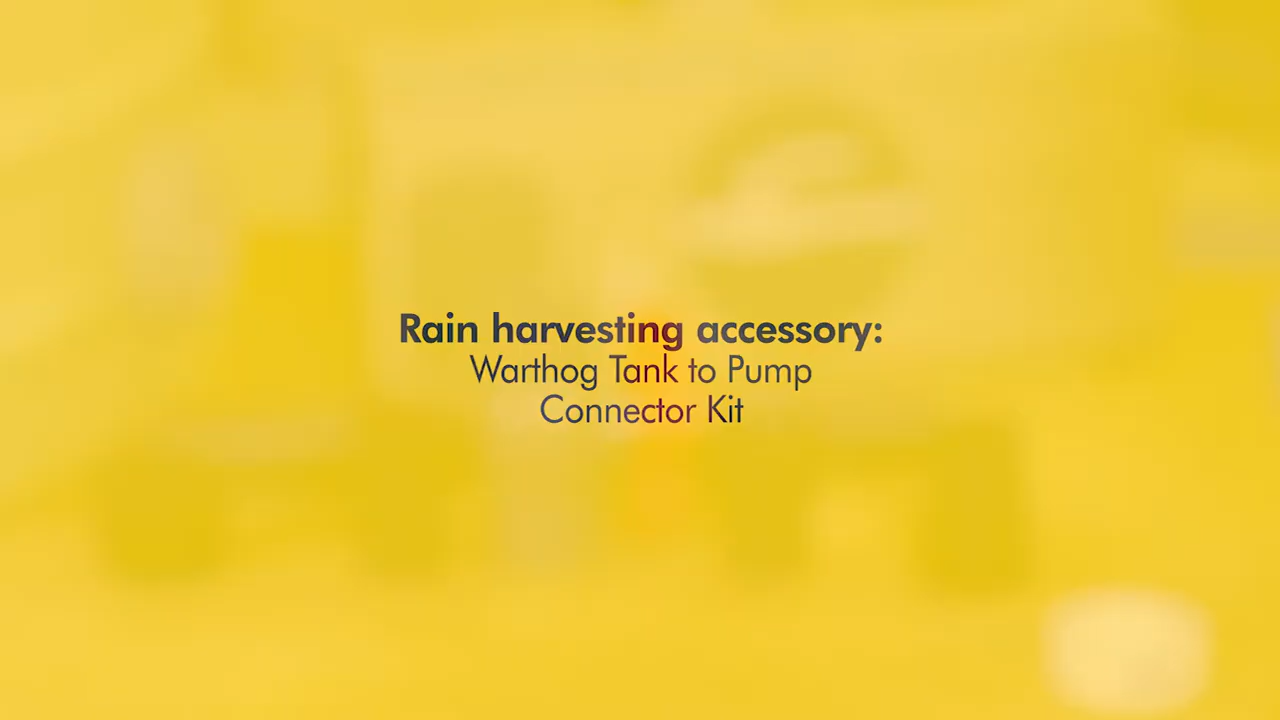 Rain harvesting accessory:
Warthog Tank to Pump
Connector Kit